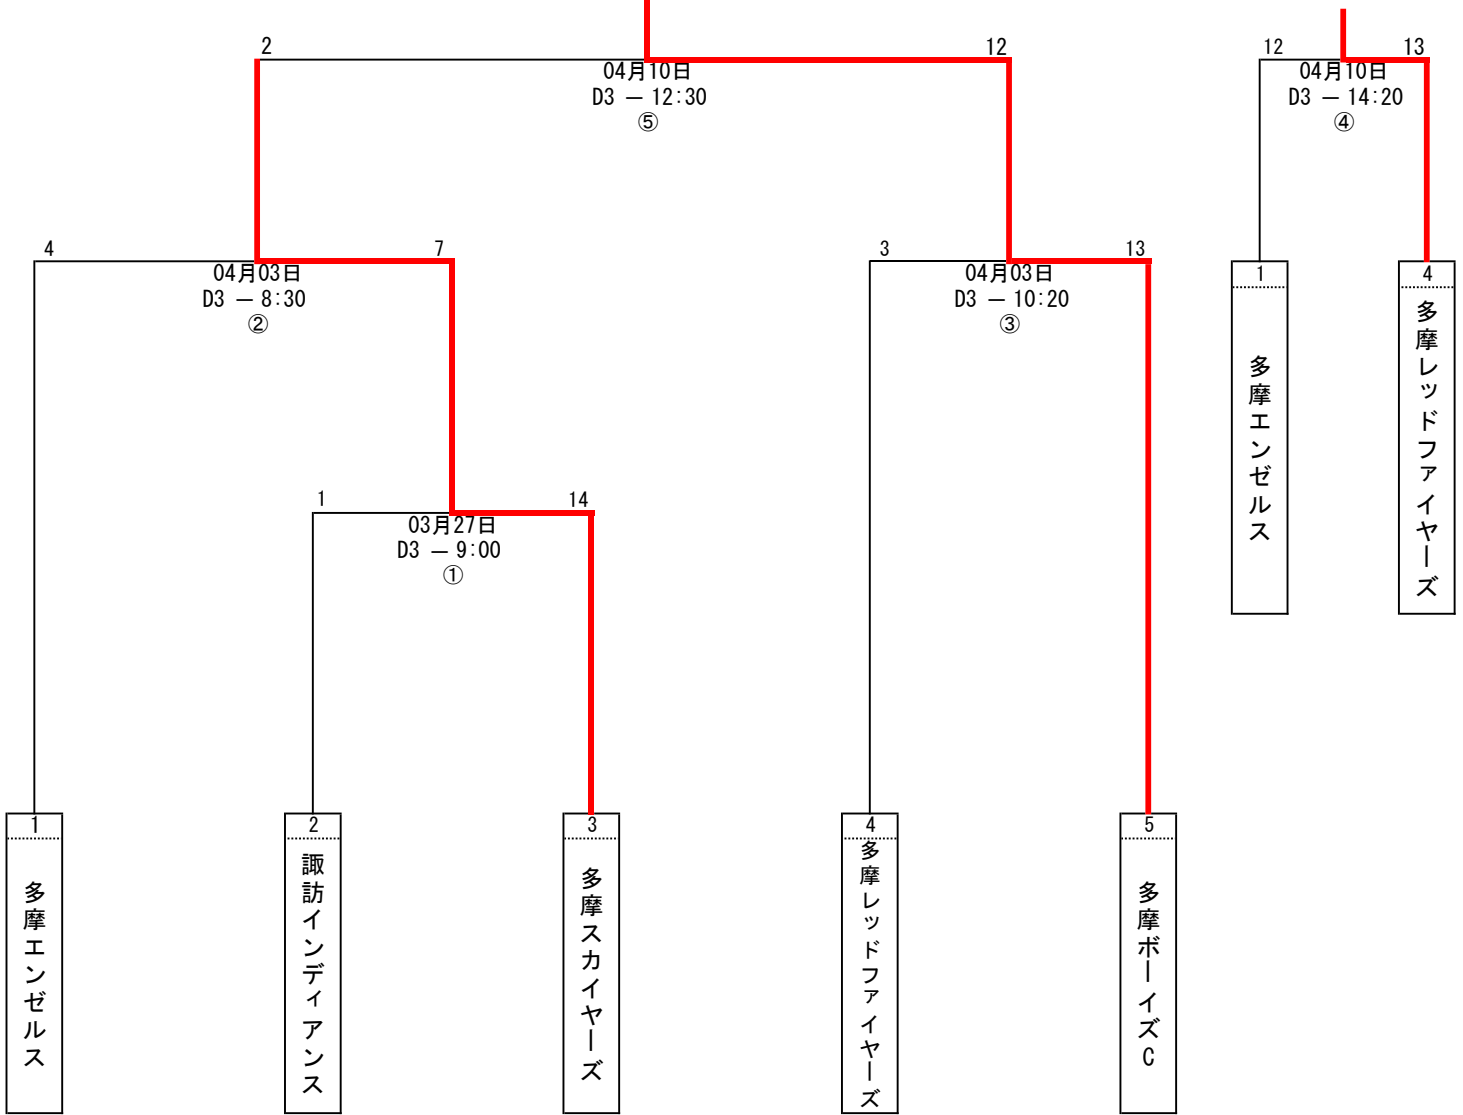 2
12
04月10日
D3 － 12:30
⑤
12
13
04月10日
D3 － 14:20
④
4
7
04月03日
D3 － 8:30
②
3
13
04月03日
D3 － 10:20
③
1
多摩エンゼルス
4
多摩レッドファイヤーズ
1
14
03月27日
D3 － 9:00
①
1
多摩エンゼルス
2
諏訪インディアンス
3
多摩スカイヤーズ
4
多摩レッドファイヤーズ
5
多摩ボーイズC